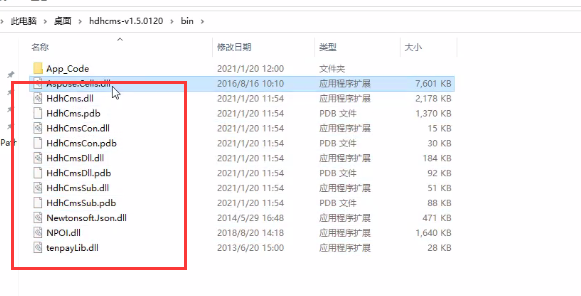 › 此电脑 › 桌面 › hdhcms-v1.5.0120 › bin ›
名称 修改日期 类型 大小
App_Code 2021/1/20 12:00 文件夹
Aspose.Cells.dll 2016/8/16 10:10 应用程序扩展 7,601 KB
HdhCms.dll 2021/1/20 11:54 应用程序扩展 2,178 KB
HdhCms.pdb 2021/1/20 11:54 PDB 文件 1,370 KB
HdhCmsCon.dll 2021/1/20 11:54 应用程序扩展 15 KB
HdhCmsCon.pdb 2021/1/20 11:54 PDB 文件 30 KB
HdhCmsDll.dll 2021/1/20 11:54 应用程序扩展 184 KB
HdhCmsDll.pdb 2021/1/20 11:54 PDB 文件 92 KB
HdhCmsSub.dll 2021/1/20 11:54 应用程序扩展 51 KB
HdhCmsSub.pdb 2021/1/20 11:54 PDB 文件 88 KB
Newtonsoft.Json.dll 2014/5/29 16:48 应用程序扩展 471 KB
NPOI.dll 2018/8/20 14:18 应用程序扩展 1,640 KB
tenpayLib.dll 2013/6/20 15:00 应用程序扩展 28 KB
Path